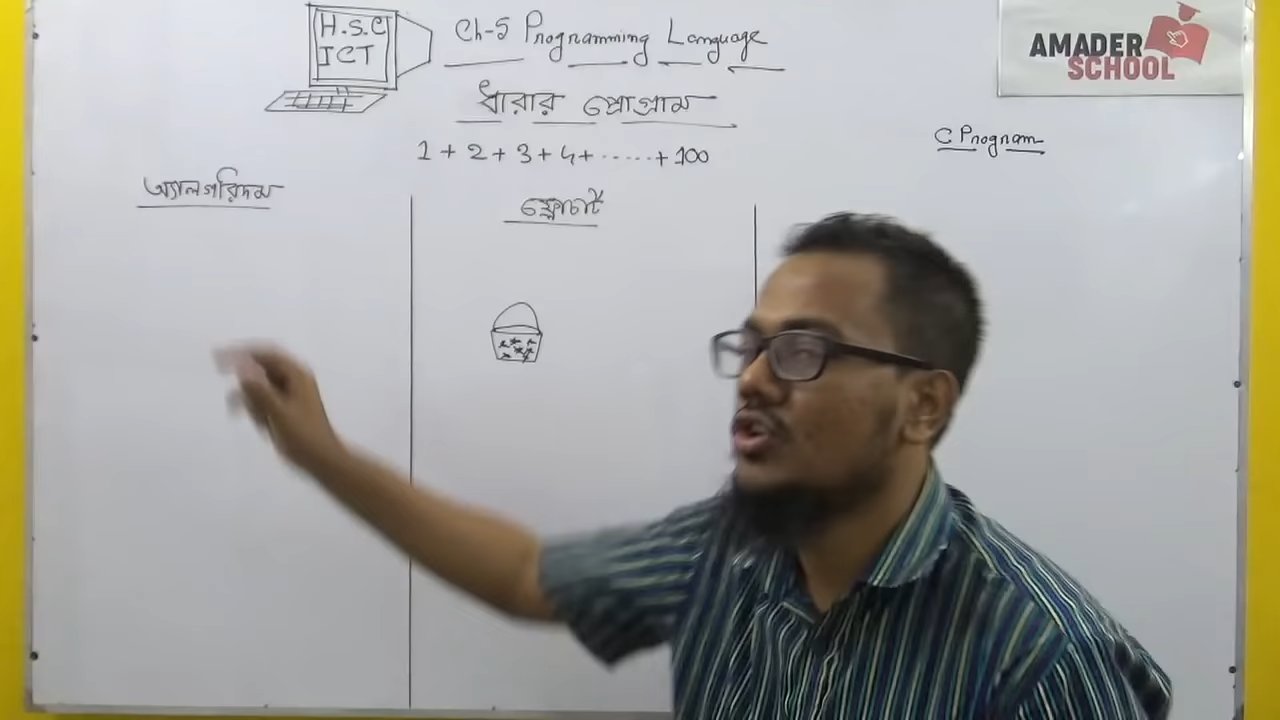 H.S.C
ICT
Ch-5 Programming Language
ধারার প্রোগ্রাম
1 + 2 + 3 + 4 + ...... + 100
AMADER
SCHOOL
C Program
অ্যালগরিদম
ফ্লোচার্ট